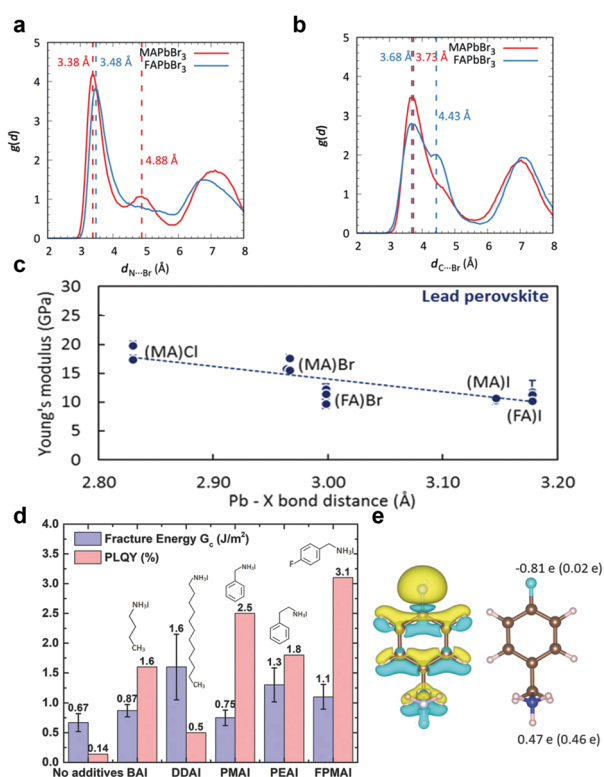 a
b
5
4
3
2
1
0
g(d)
3.38 Å
3.48 Å
4.88 Å
MAPbBr3
FAPbBr3
2 3 4 5 6 7 8
dN···Br (Å)
5
4
3
2
1
0
g(d)
3.68 Å
3.73 Å
4.43 Å
MAPbBr3
FAPbBr3
2 3 4 5 6 7 8
dC···Br (Å)
c
Lead perovskite
Young's modulus (GPa)
30
25
20
15
10
5
0
(MA)Cl
(MA)Br
(FA)Br
(MA)I
(FA)I
2.80 2.90 3.00 3.10 3.20
Pb - X bond distance (Å)
d
4.0
3.5
3.0
2.5
2.0
1.5
1.0
0.5
0.0
Fracture Energy Gc (J/m2)
PLQY (%)
NH3I
CH3
NH3I
CH3
NH3I
NH3I
F
NH3I
0.67
0.14
0.87
1.6
1.6
0.5
0.75
2.5
1.3
1.8
1.1
3.1
No additives BAI DDAI PMAI PEAI FPMAI
e
-0.81 e (0.02 e)
0.47 e (0.46 e)